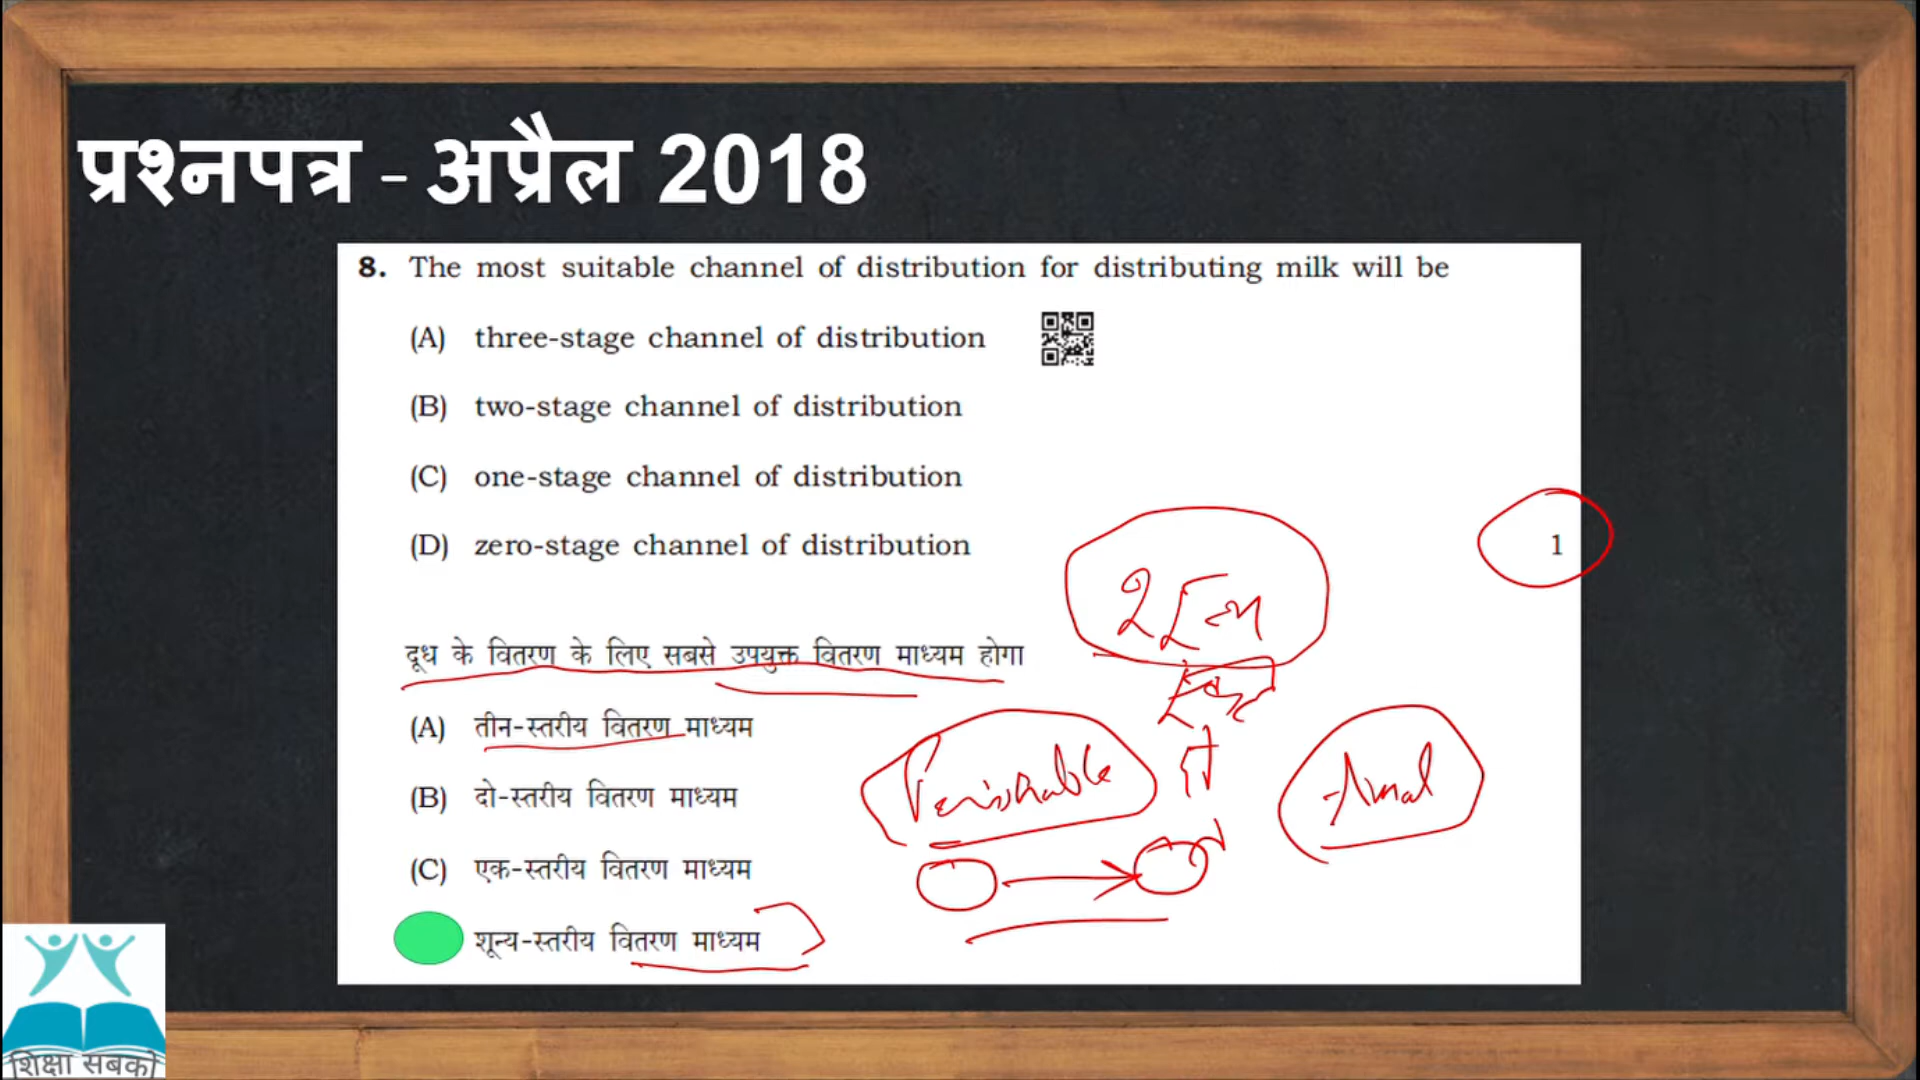 प्रश्नपत्र - अप्रैल 2018
8. The most suitable channel of distribution for distributing milk will be
(A) three-stage channel of distribution
(B) two-stage channel of distribution
(C) one-stage channel of distribution
(D) zero-stage channel of distribution
1
दूध के वितरण के लिए सबसे उपयुक्त वितरण माध्यम होगा
(A) तीन-स्तरीय वितरण माध्यम
(B) दो-स्तरीय वितरण माध्यम
(C) एक-स्तरीय वितरण माध्यम
शून्य-स्तरीय वितरण माध्यम
Perishable
Amul
शिक्षा सबको